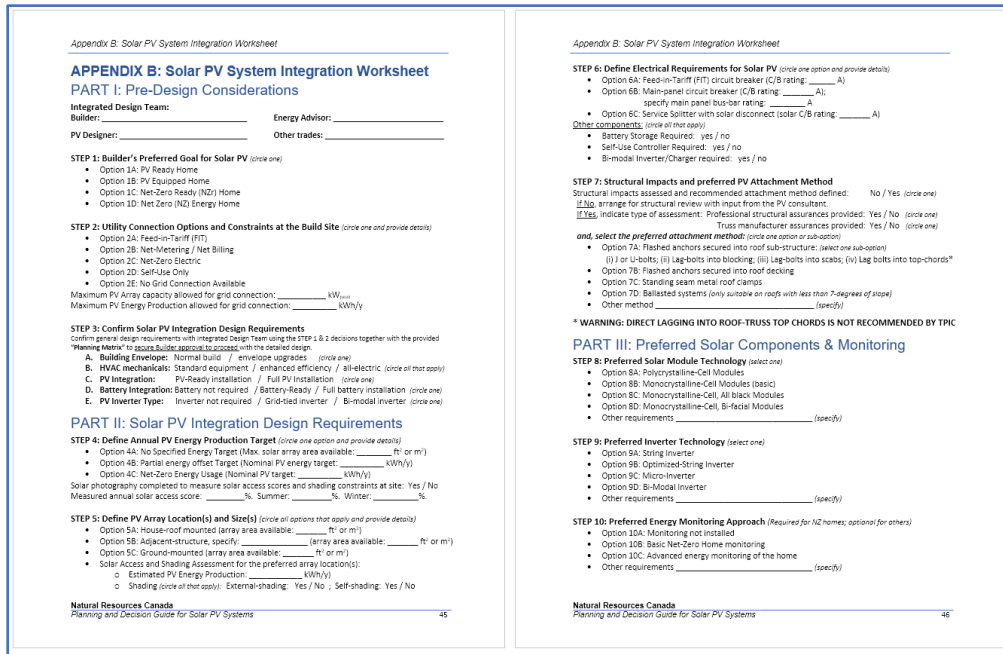 Appendix B: Solar PV System Integration Worksheet
APPENDIX B: Solar PV System Integration Worksheet
PART I: Pre-Design Considerations
Integrated Design Team:
Builder: ______________ Energy Advisor: ______________
PV Designer: ______________ Other trades: ______________
STEP 1: Builder's Preferred Goal for Solar PV (circle one)
• Option 1A: PV Ready Home
• Option 1B: PV Equipped Home
• Option 1C: Net-Zero Ready (NZr) Home
• Option 1D: Net Zero (NZ) Energy Home
STEP 2: Utility Connection Options and Constraints at the Build Site (circle one and provide details)
• Option 2A: Feed-in-Tariff (FIT)
• Option 2B: Net-Metering / Net Billing
• Option 2C: Net-Zero Electric
• Option 2D: Self-Use Only
• Option 2E: No Grid Connection Available
Maximum PV Array capacity allowed for grid connection: __________ kWpeak
Maximum PV Energy Production allowed for grid connection: ________ kWh/y
STEP 3: Confirm Solar PV Integration Design Requirements
Confirm general design requirements with Integrated Design Team using the STEP 1 & 2 decisions together with the provided
"Planning Matrix" to secure Builder approval to proceed with the detailed design.
A. Building Envelope: Normal build / envelope upgrades (circle one)
B. HVAC mechanicals: Standard equipment / enhanced efficiency / all-electric (circle all that apply)
C. PV Integration: PV-Ready installation / Full PV Installation (circle one)
D. Battery Integration: Battery not required / Battery-Ready / Full battery installation (circle one)
E. PV Inverter Type: Inverter not required / Grid-tied inverter / Bi-modal inverter (circle one)
PART II: Solar PV Integration Design Requirements
STEP 4: Define Annual PV Energy Production Target (circle one option and provide details)
• Option 4A: No Specified Energy Target (Max. solar array area available: ________ ft² or m²)
• Option 4B: Partial energy offset Target (Nominal PV energy target: __________ kWh/y)
• Option 4C: Net-Zero Energy Usage (Nominal PV target: __________ kWh/y)
Solar photography completed to measure solar access scores and shading constraints at site: Yes / No
Measured annual solar access score: ________%. Summer: ________%. Winter: ________%.
STEP 5: Define PV Array Location(s) and Size(s) (circle all options that apply and provide details)
• Option 5A: House-roof mounted (array area available: _______ ft² or m²)
• Option 5B: Adjacent-structure, specify: ______________ (array area available: _______ ft² or m²)
• Option 5C: Ground-mounted (array area available: _______ ft² or m²)
• Solar Access and Shading Assessment for the preferred array location(s):
o Estimated PV Energy Production: ____________ kWh/y)
o Shading (circle all that apply): External-shading: Yes / No ; Self-shading: Yes / No
Natural Resources Canada
Planning and Decision Guide for Solar PV Systems 45
Appendix B: Solar PV System Integration Worksheet
STEP 6: Define Electrical Requirements for Solar PV (circle one option and provide details)
• Option 6A: Feed-in-Tariff (FIT) circuit breaker (C/B rating: ______ A)
• Option 6B: Main-panel circuit breaker (C/B rating: _______ A);
specify main panel bus-bar rating: ________ A
• Option 6C: Service Splitter with solar disconnect (solar C/B rating: _______ A)
Other components: (circle all that apply)
• Battery Storage Required: yes / no
• Self-Use Controller Required: yes / no
• Bi-modal Inverter/Charger required: yes / no
STEP 7: Structural Impacts and preferred PV Attachment Method
Structural impacts assessed and recommended attachment method defined: No / Yes (circle one)
If No, arrange for structural review with input from the PV consultant.
If Yes, indicate type of assessment: Professional structural assurances provided: Yes / No (circle one)
Truss manufacturer assurances provided: Yes / No (circle one)
and, select the preferred attachment method: (circle one option or sub-option)
• Option 7A: Flashed anchors secured into roof sub-structure: (select one sub-option)
(i) J or U-bolts; (ii) Lag-bolts into blocking; (iii) Leg-bolts into scabs; (iv) Lag bolts into top-chords*
• Option 7B: Flashed anchors secured into roof decking
• Option 7C: Standing seam metal roof clamps
• Option 7D: Ballasted systems (only suitable on roofs with less than 7-degrees of slope)
• Other method ______________ (specify)
* WARNING: DIRECT LAGGING INTO ROOF-TRUSS TOP CHORDS IS NOT RECOMMENDED BY TPIC
PART III: Preferred Solar Components & Monitoring
STEP 8: Preferred Solar Module Technology (select one)
• Option 8A: Polycrystalline-Cell Modules
• Option 8B: Monocrystalline-Cell Modules (basic)
• Option 8C: Monocrystalline-Cell, All black Modules
• Option 8D: Monocrystalline-Cell, Bi-facial Modules
• Other requirements ______________ (specify)
STEP 9: Preferred Inverter Technology (select one)
• Option 9A: String Inverter
• Option 9B: Optimized-String Inverter
• Option 9C: Micro-Inverter
• Option 9D: Bi-Modal Inverter
• Other requirements ______________ (specify)
STEP 10: Preferred Energy Monitoring Approach (Required for NZ homes; optional for others)
• Option 10A: Monitoring not installed
• Option 10B: Basic Net-Zero Home monitoring
• Option 10C: Advanced energy monitoring of the home
• Other requirements ______________ (specify)
Natural Resources Canada
Planning and Decision Guide for Solar PV Systems 46